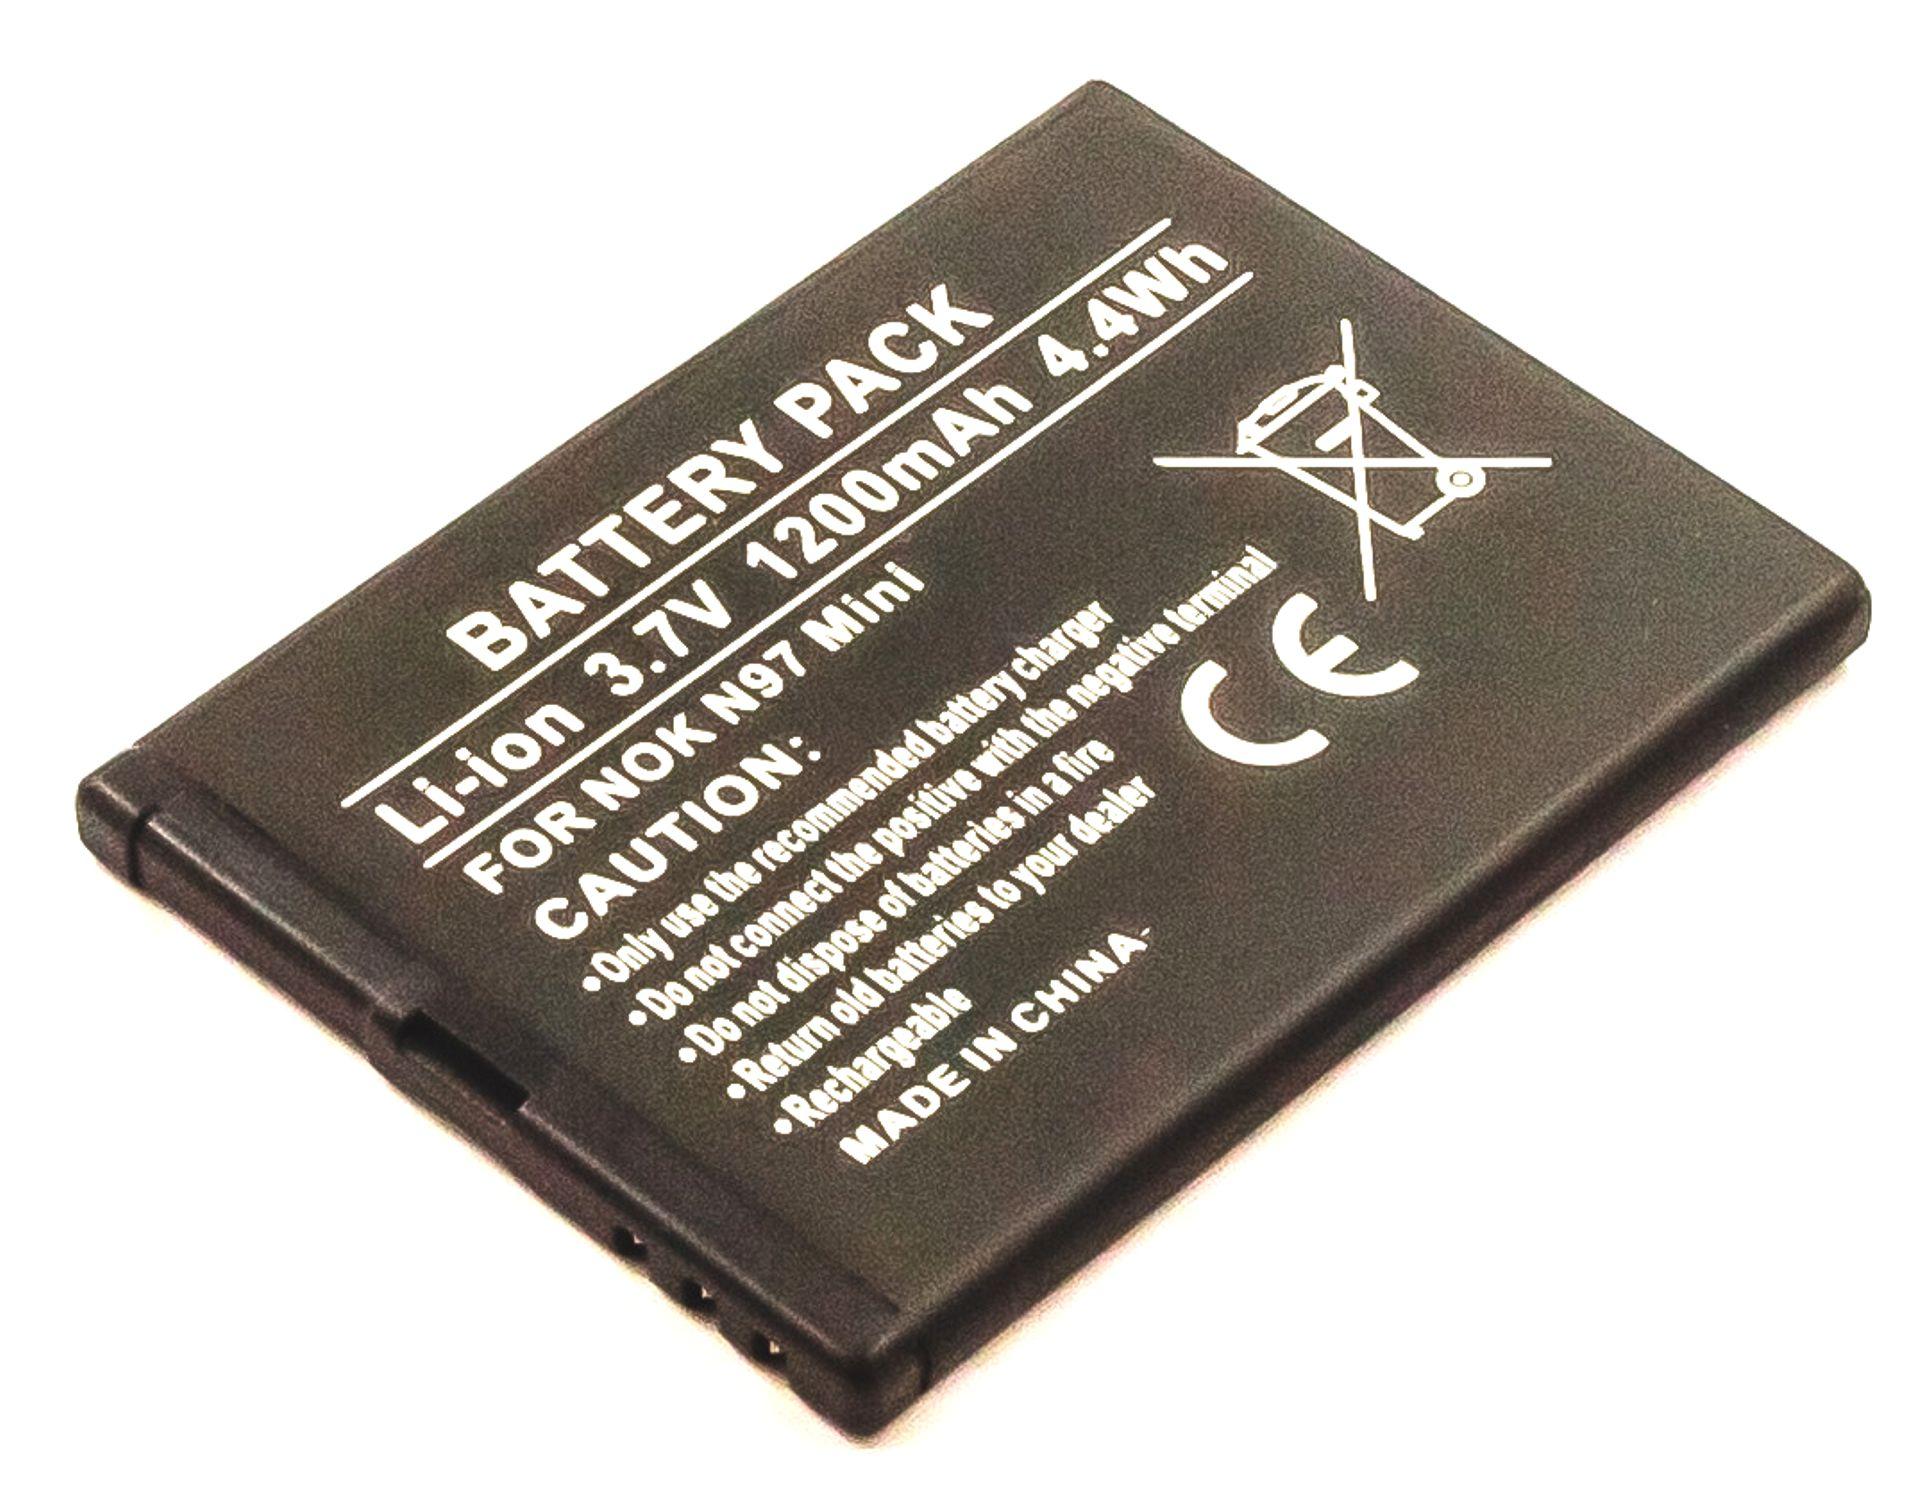 BATTERY PACK
Li-ion 3.7V 1200mAh 4.4Wh
FOR NOK N97 Mini
CAUTION:
•Only use the recommended battery charger
•Do not connect the positive with the negative terminal
•Do not dispose of batteries in a fire
•Return old batteries to your dealer
•Rechargeable
MADE IN CHINA-
CE